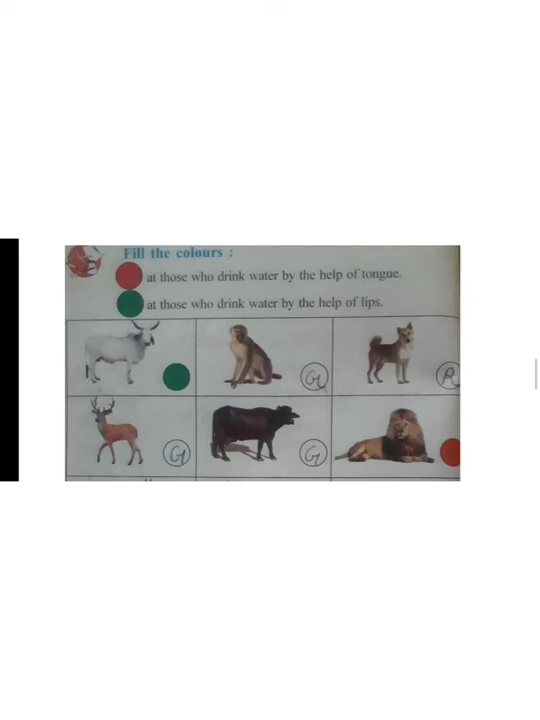 Fill the colours :
at those who drink water by the help of tongue.
at those who drink water by the help of lips.
G R
G G